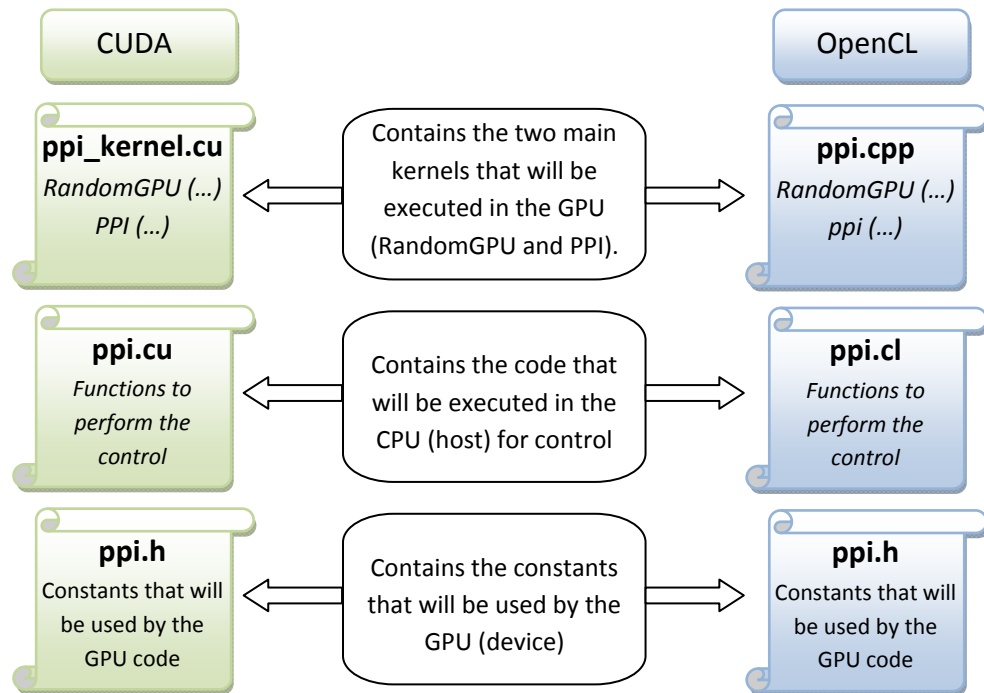 CUDA
OpenCL
ppi_kernel.cu
RandomGPU (...)
PPI (...)
Contains the two main
kernels that will be
executed in the GPU
(RandomGPU and PPI).
ppi.cpp
RandomGPU (...)
ppi (...)
ppi.cu
Functions to
perform the
control
Contains the code that
will be executed in the
CPU (host) for control
ppi.cl
Functions to
perform the
control
ppi.h
Constants that will
be used by the
GPU code
Contains the constants
that will be used by the
GPU (device)
ppi.h
Constants that will
be used by the
GPU code